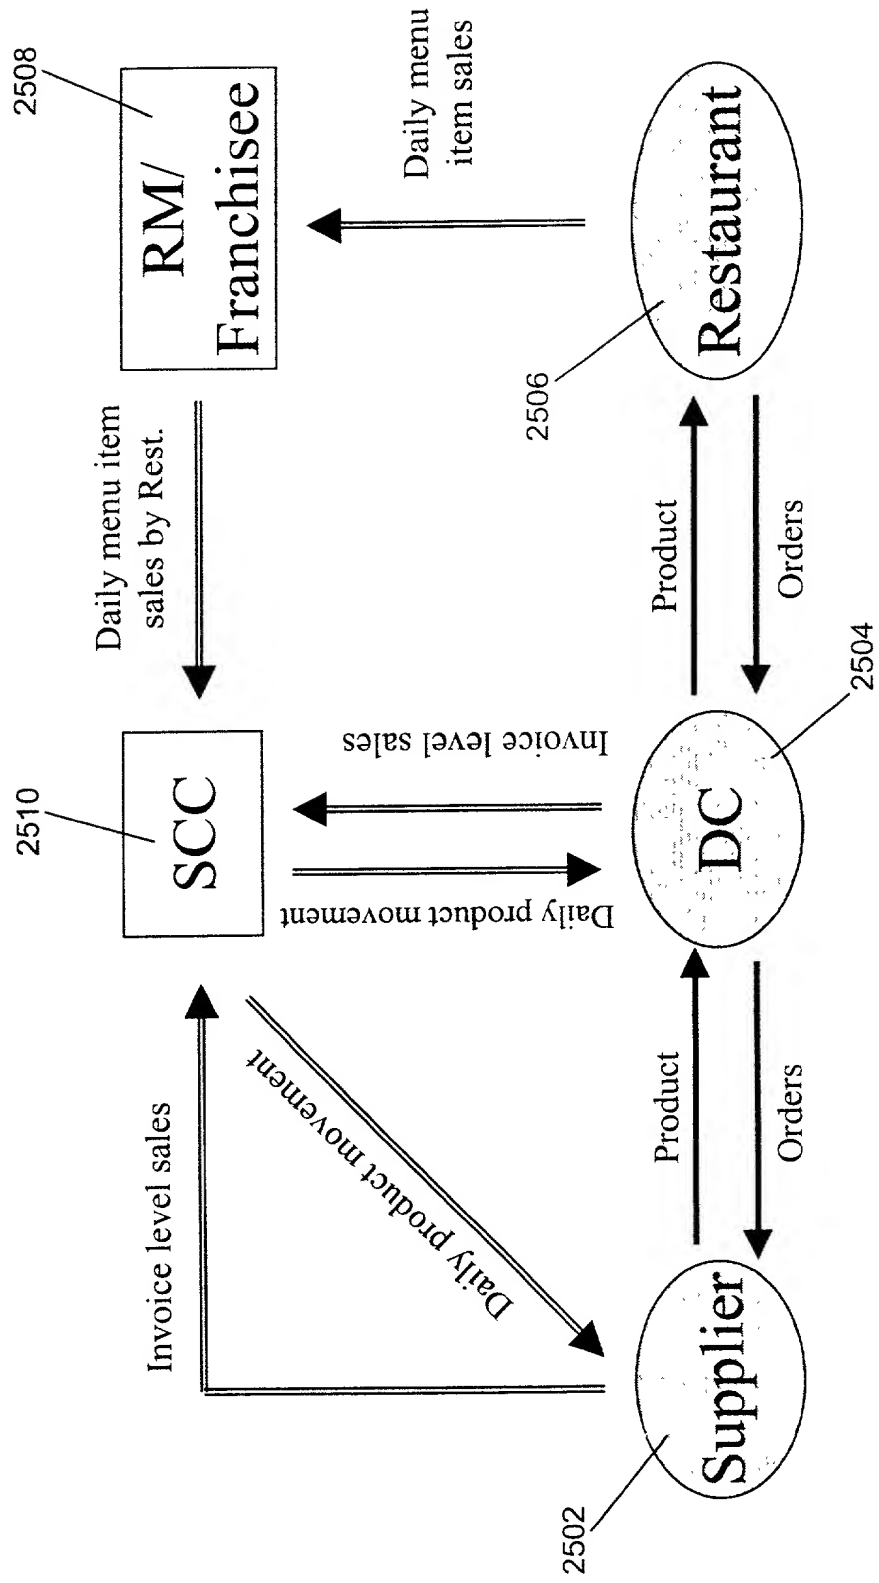 2510
2508
SCC
RM/
Franchisee
Invoice level sales
Daily menu item
sales by Rest.
Daily product movement
Daily product movement
Invoice level sales
Daily menu
item sales
2502
Supplier
Product
Orders
DC
2504
Product
Orders
2506
Restaurant